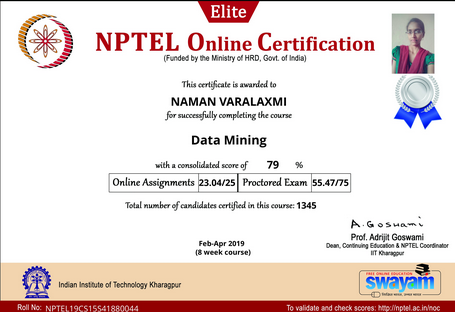 Elite
NPTEL Online Certification
(Funded by the Ministry of HRD, Govt. of India)
This certificate is awarded to
NAMAN VARALAXMI
for successfully completing the course
Data Mining
with a consolidated score of 79 %
Online Assignments 23.04/25 Proctored Exam 55.47/75
Total number of candidates certified in this course: 1345
A. Goswami
Feb-Apr 2019
(8 week course)
Prof. Adrijit Goswami
Dean, Continuing Education & NPTEL Coordinator
IIT Kharagpur
Indian Institute of Technology Kharagpur
FREE ONLINE EDUCATION
swayam
Roll No: NPTEL19CS15S41880044
To validate and check scores: http://nptel.ac.in/noc